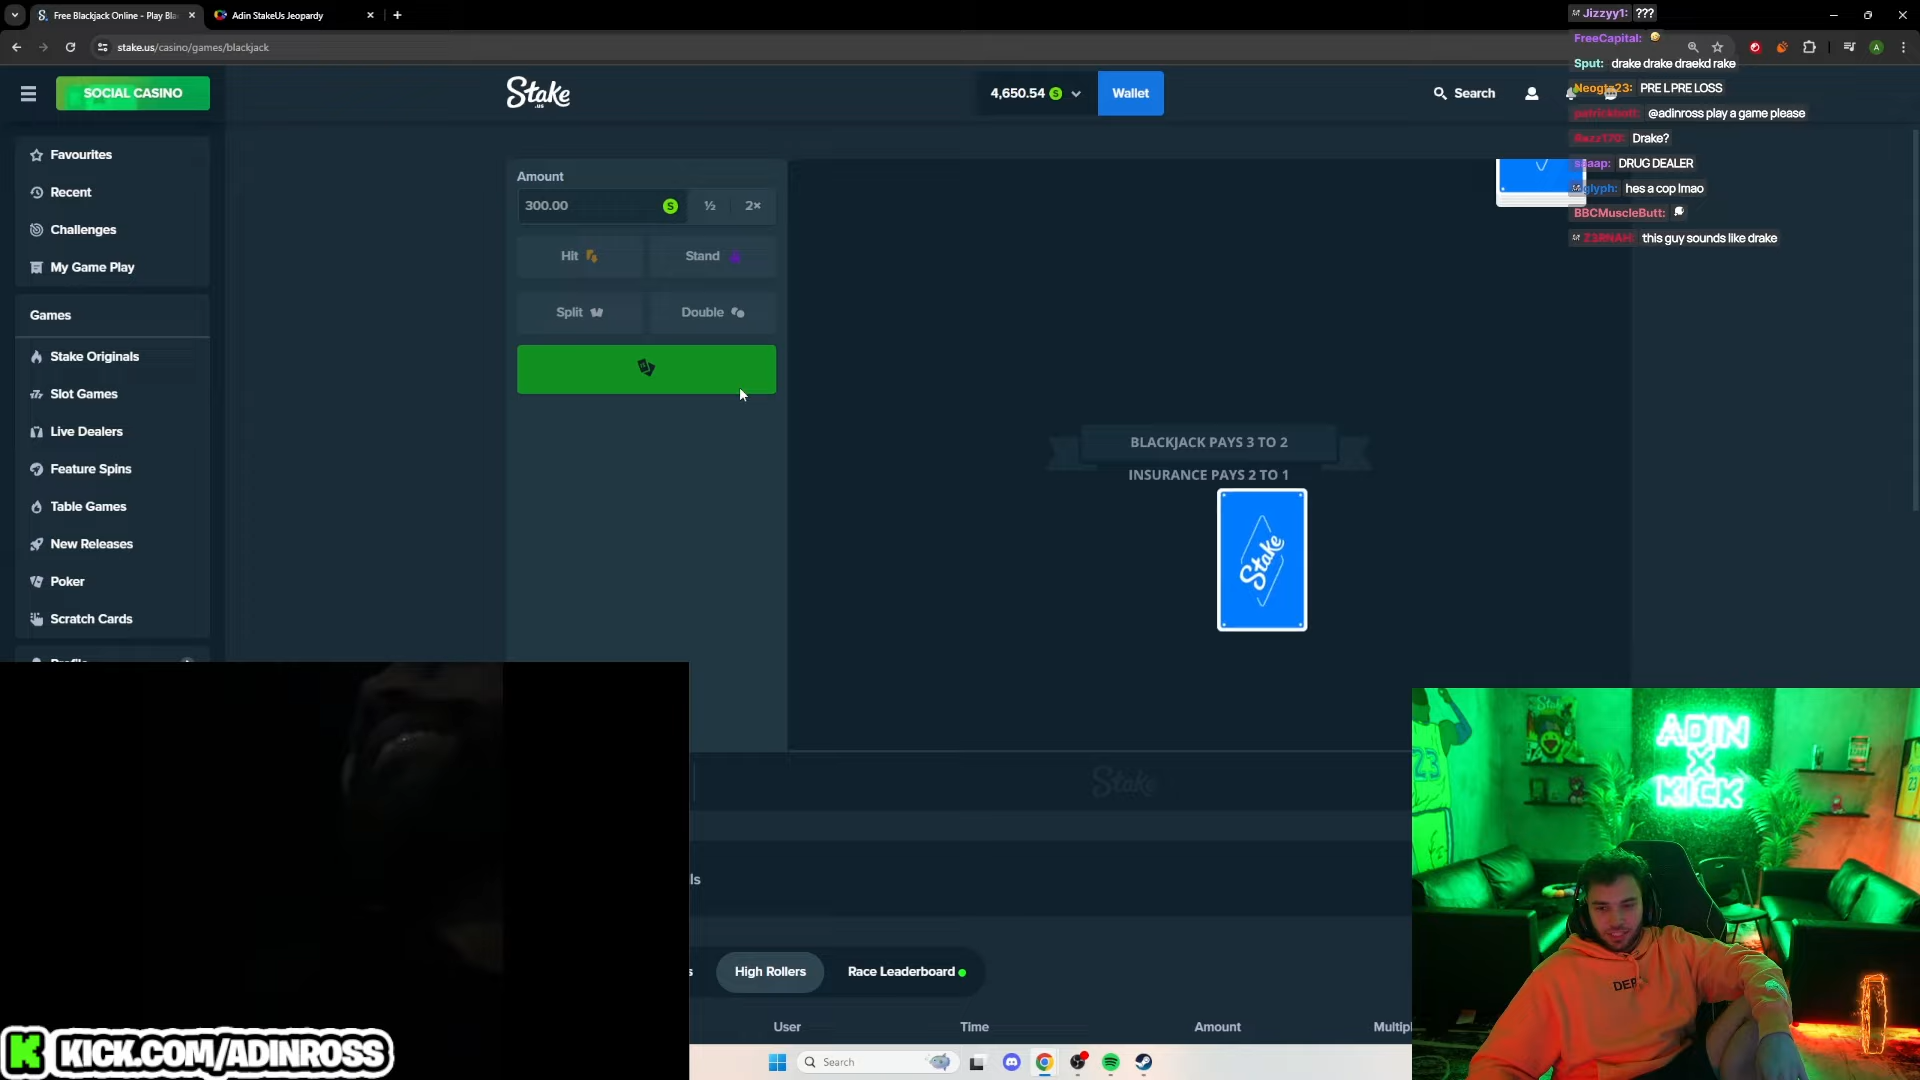 Free Blackjack Online - Play Bla
Adin StakeUs Jeopardy
stake.us/casino/games/blackjack
SOCIAL CASINO
Stake
.us
4,650.54
Wallet
Search
Jizzyy1: ???
FreeCapital:
Sput: drake drake draekd rake
PRE L PRE LOSS
@adinross play a game please
Drake?
DRUG DEALER
hes a cop lmao
BBCMuscleButt:
this guy sounds like drake
Favourites
Recent
Challenges
My Game Play
Games
Stake Originals
Slot Games
Live Dealers
Feature Spins
Table Games
New Releases
Poker
Scratch Cards
Amount
300.00
½
2×
Hit
Stand
Split
Double
BLACKJACK PAYS 3 TO 2
INSURANCE PAYS 2 TO 1
Stake
Stake
ls
s
High Rollers
Race Leaderboard
User
Time
Amount
Multipl
Search
KICK.COM/ADINROSS
ADIN
X
KICK
23